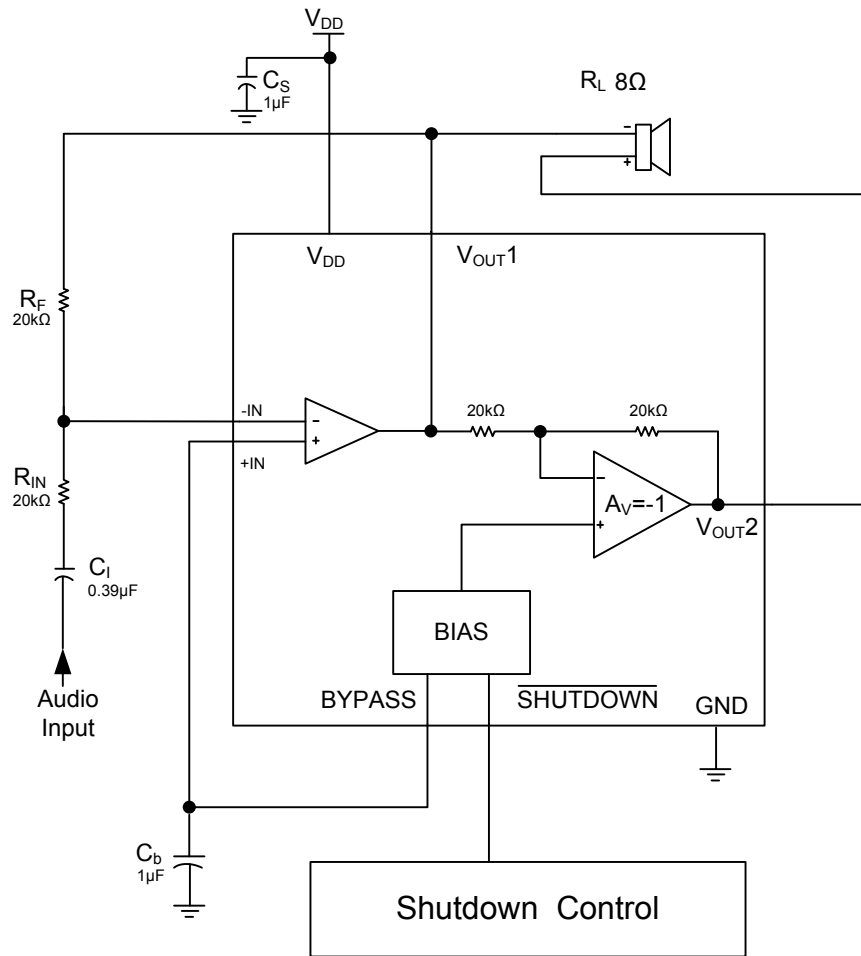 VDD
CS
1µF
RL 8Ω
-
+
VDD
VOUT1
RF
20kΩ
-IN
-
+
+IN
20kΩ
20kΩ
RIN
20kΩ
-
AV=-1
+
VOUT2
CI
0.39µF
BIAS
Audio
Input
BYPASS
SHUTDOWN
GND
Cb
1µF
Shutdown Control